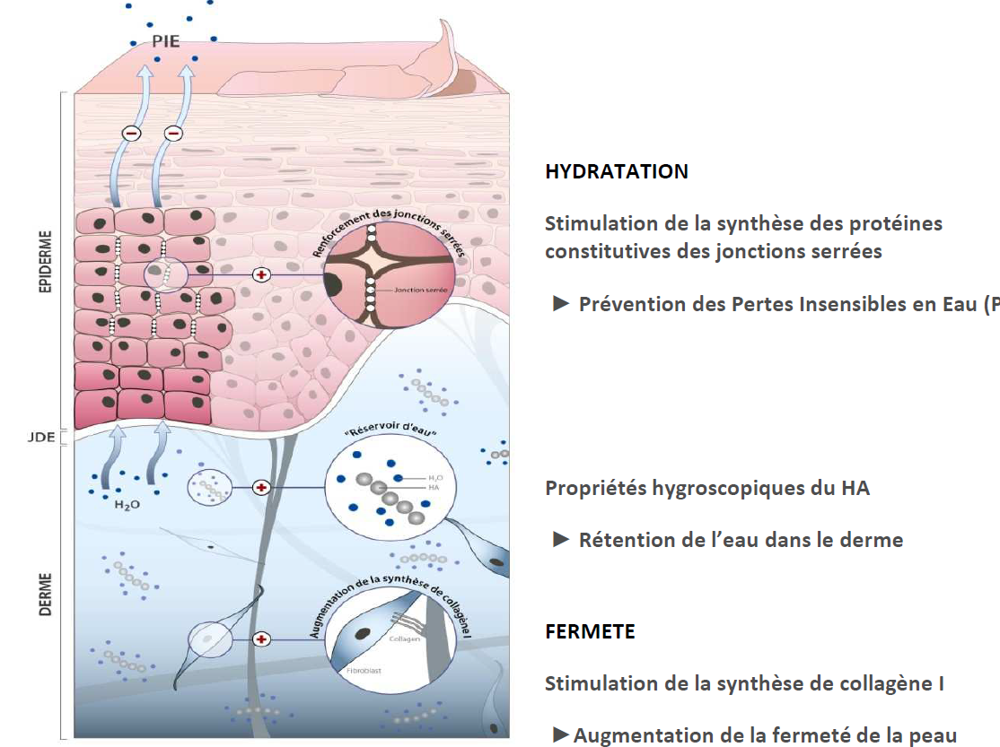 PIE
HYDRATATION
Renforcement des jonctions serrées
Stimulation de la synthèse des protéines
constitutives des jonctions serrées
EPIDERME
Jonction serrée
► Prévention des Pertes Insensibles en Eau (P
JDE
"Réservoir d'eau"
H₂O
HA
H₂O
Propriétés hygroscopiques du HA
► Rétention de l’eau dans le derme
DERME
Augmentation de la synthèse de collagène I
Collagen
Fibroblast
FERMETE
Stimulation de la synthèse de collagène I
►Augmentation de la fermeté de la peau